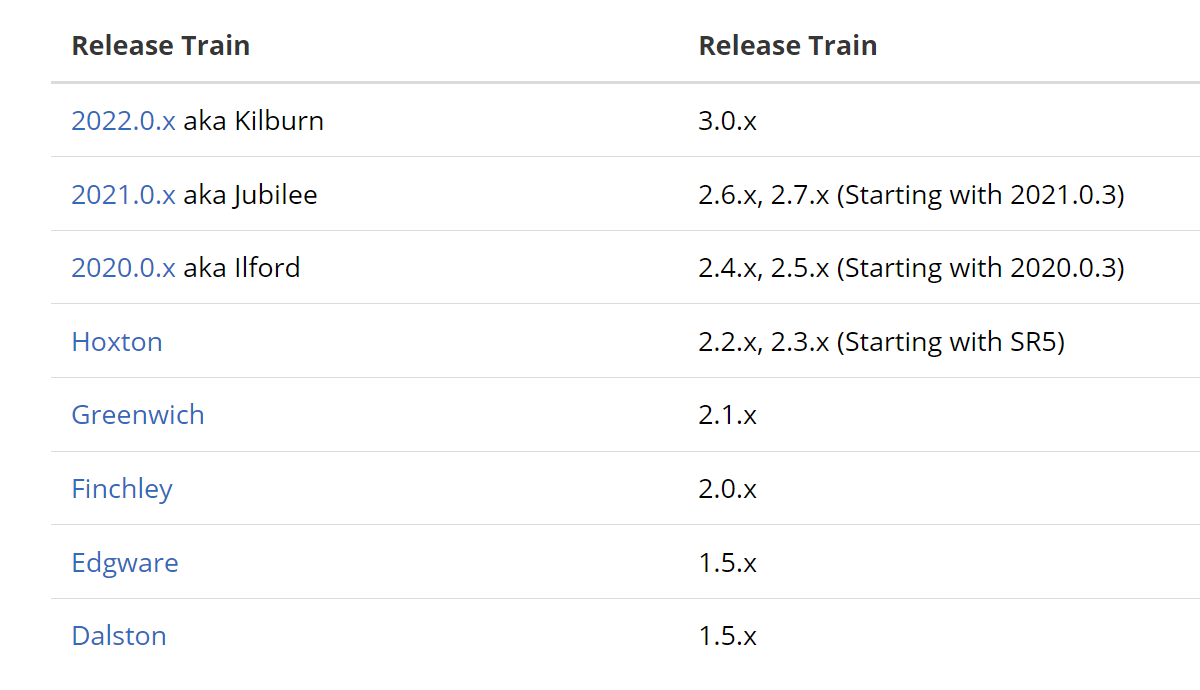 Release Train Release Train
2022.0.x aka Kilburn 3.0.x
2021.0.x aka Jubilee 2.6.x, 2.7.x (Starting with 2021.0.3)
2020.0.x aka Ilford 2.4.x, 2.5.x (Starting with 2020.0.3)
Hoxton 2.2.x, 2.3.x (Starting with SR5)
Greenwich 2.1.x
Finchley 2.0.x
Edgware 1.5.x
Dalston 1.5.x